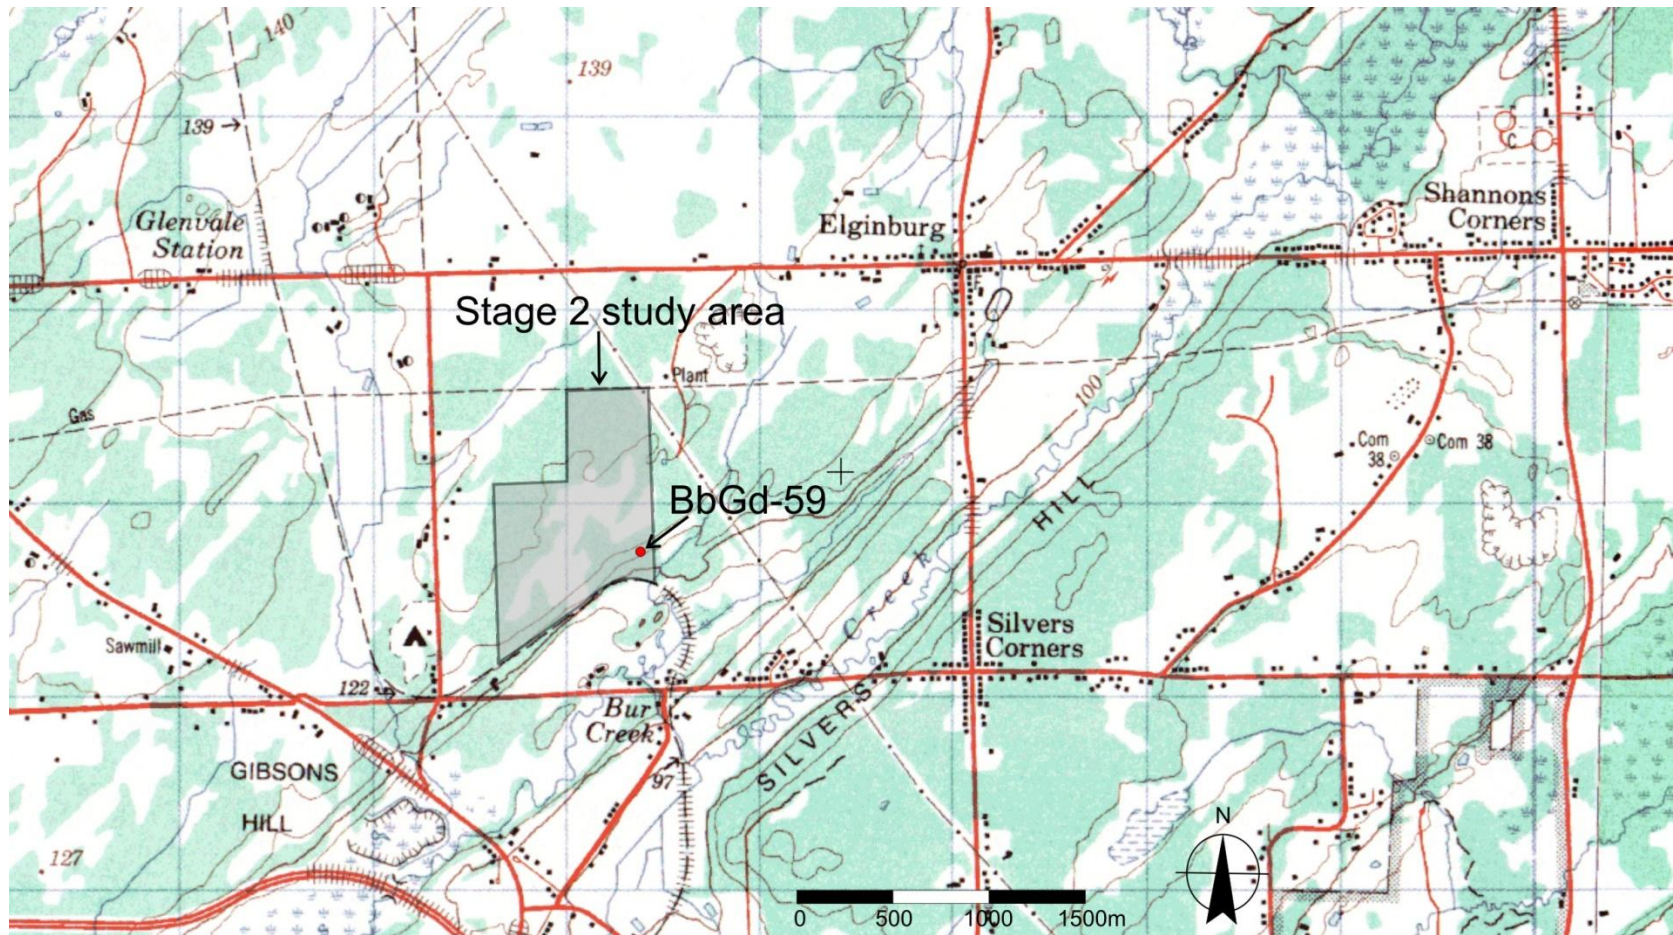 140
139
139
C
Shannons
Corners
Glenvale
Station
Elginburg
Stage 2 study area
Plant
100
Gas
Com
38
Com 38
BbGd-59
HILL
Creek
Silvers
Corners
Sawmill
122
Bur
Creek
SILVERS
97
GIBSONS
HILL
127
N
0 500 1000 1500m